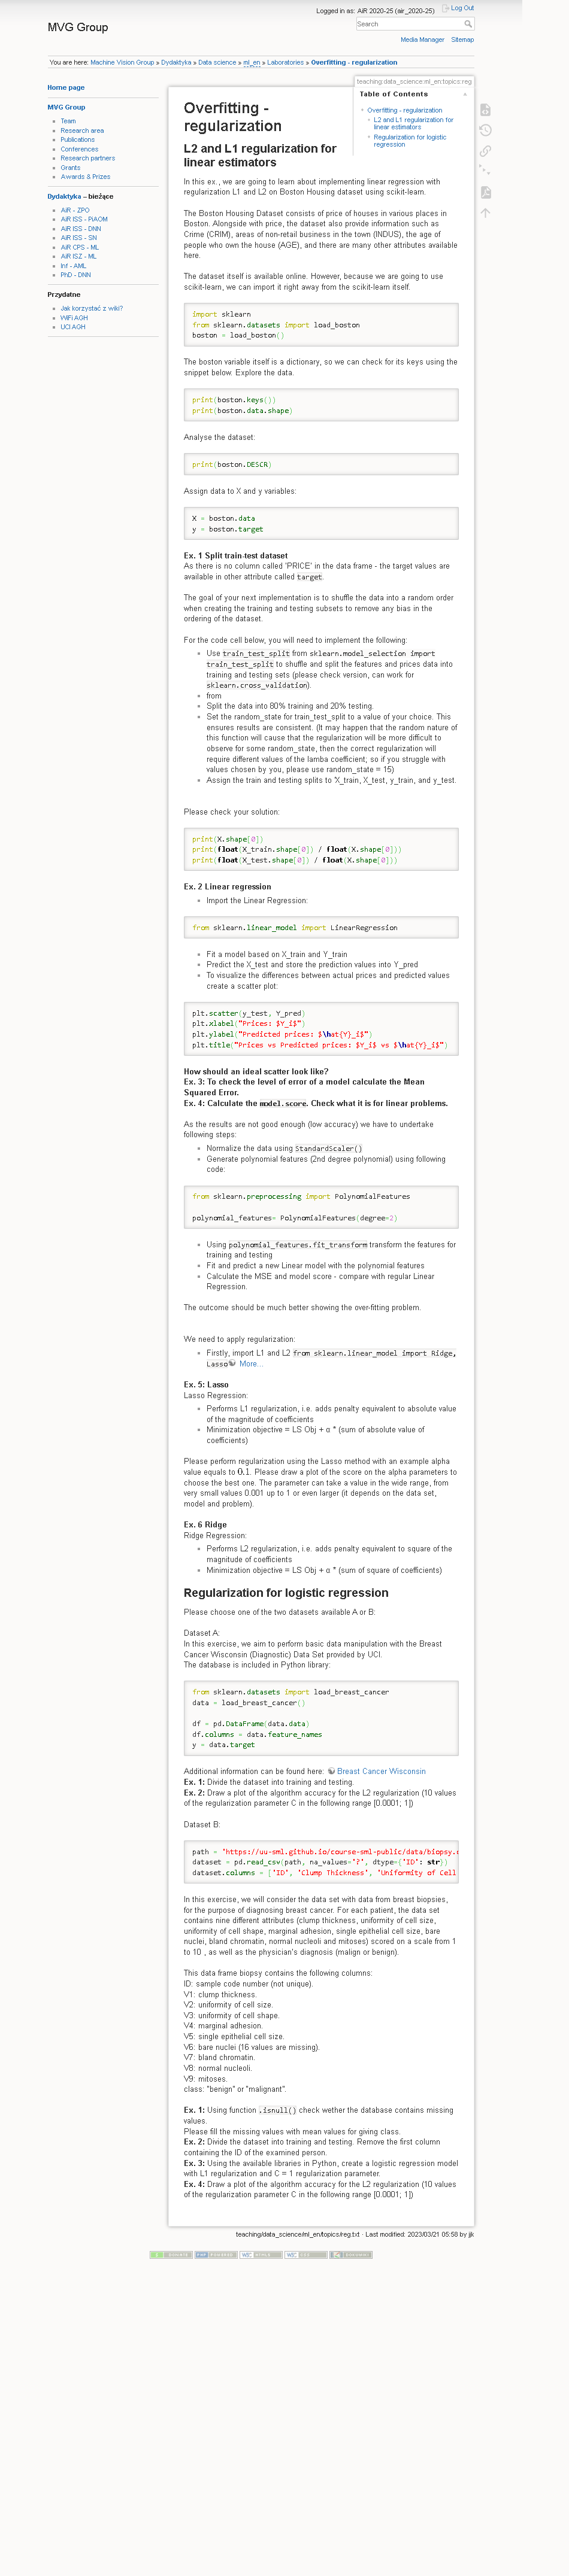 Logged in as: AIR 2020-25 (air_2020-25) Log Out
MVG Group
Search
Media Manager Sitemap
You are here: Machine Vision Group » Dydaktyka » Data science » ml_en » Laboratories » Overfitting - regularization
teaching:data_science:ml_en:topics:reg
Home page
MVG Group
Team
Research area
Publications
Conferences
Research partners
Grants
Awards & Prizes
Dydaktyka – bieżące
AiR - ZPO
AiR ISS - PIAOM
AiR ISS - DNN
AiR ISS - SN
AiR CPS - ML
AiR ISZ - ML
Inf - AML
PhD - DNN
Przydatne
Jak korzystać z wiki?
WiFi AGH
UCI AGH
Table of Contents
Overfitting - regularization
L2 and L1 regularization for
linear estimators
Regularization for logistic
regression
Overfitting -
regularization
L2 and L1 regularization for
linear estimators
In this ex., we are going to learn about implementing linear regression with
regularization L1 and L2 on Boston Housing dataset using scikit-learn.
The Boston Housing Dataset consists of price of houses in various places in
Boston. Alongside with price, the dataset also provide information such as
Crime (CRIM), areas of non-retail business in the town (INDUS), the age of
people who own the house (AGE), and there are many other attributes available
here.
The dataset itself is available online. However, because we are going to use
scikit-learn, we can import it right away from the scikit-learn itself.
import sklearn
from sklearn.datasets import load_boston
boston = load_boston()
The boston variable itself is a dictionary, so we can check for its keys using the
snippet below. Explore the data.
print(boston.keys())
print(boston.data.shape)
Analyse the dataset:
print(boston.DESCR)
Assign data to X and y variables:
X = boston.data
y = boston.target
Ex. 1 Split train-test dataset
As there is no column called 'PRICE' in the data frame - the target values are
available in other attribute called target.
The goal of your next implementation is to shuffle the data into a random order
when creating the training and testing subsets to remove any bias in the
ordering of the dataset.
For the code cell below, you will need to implement the following:
Use train_test_split from sklearn.model_selection import
train_test_split to shuffle and split the features and prices data into
training and testing sets (please check version, can work for
sklearn.cross_validation).
from
Split the data into 80% training and 20% testing.
Set the random_state for train_test_split to a value of your choice. This
ensures results are consistent. (It may happen that the random nature of
this function will cause that the regularization will be more difficult to
observe for some random_state, then the correct regularization will
require different values of the lamba coefficient; so if you struggle with
values chosen by you, please use random_state = 15)
Assign the train and testing splits to 'X_train, X_test, y_train, and y_test.
Please check your solution:
print(X.shape[0])
print(float(X_train.shape[0]) / float(X.shape[0]))
print(float(X_test.shape[0]) / float(X.shape[0]))
Ex. 2 Linear regression
Import the Linear Regression:
from sklearn.linear_model import LinearRegression
Fit a model based on X_train and Y_train
Predict the X_test and store the prediction values into Y_pred
To visualize the differences between actual prices and predicted values
create a scatter plot:
plt.scatter(y_test, Y_pred)
plt.xlabel("Prices: $Y_i$")
plt.ylabel("Predicted prices: $\hat{Y}_i$")
plt.title("Prices vs Predicted prices: $Y_i$ vs $\hat{Y}_i$")
How should an ideal scatter look like?
Ex. 3: To check the level of error of a model calculate the Mean
Squared Error.
Ex. 4: Calculate the model.score. Check what it is for linear problems.
As the results are not good enough (low accuracy) we have to undertake
following steps:
Normalize the data using StandardScaler()
Generate polynomial features (2nd degree polynomial) using following
code:
from sklearn.preprocessing import PolynomialFeatures
polynomial_features= PolynomialFeatures(degree=2)
Using polynomial_features.fit_transform transform the features for
training and testing
Fit and predict a new Linear model with the polynomial features
Calculate the MSE and model score - compare with regular Linear
Regression.
The outcome should be much better showing the over-fitting problem.
We need to apply regularization:
Firstly, import L1 and L2 from sklearn.linear_model import Ridge,
Lasso More...
Ex. 5: Lasso
Lasso Regression:
Performs L1 regularization, i.e. adds penalty equivalent to absolute value
of the magnitude of coefficients
Minimization objective = LS Obj + α * (sum of absolute value of
coefficients)
Please perform regularization using the Lasso method with an example alpha
value equals to 0.1. Please draw a plot of the score on the alpha parameters to
choose the best one. The parameter can take a value in the wide range, from
very small values 0.001 up to 1 or even larger (it depends on the data set,
model and problem).
Ex. 6 Ridge
Ridge Regression:
Performs L2 regularization, i.e. adds penalty equivalent to square of the
magnitude of coefficients
Minimization objective = LS Obj + α * (sum of square of coefficients)
Regularization for logistic regression
Please choose one of the two datasets available A or B:
Dataset A:
In this exercise, we aim to perform basic data manipulation with the Breast
Cancer Wisconsin (Diagnostic) Data Set provided by UCI.
The database is included in Python library:
from sklearn.datasets import load_breast_cancer
data = load_breast_cancer()
df = pd.DataFrame(data.data)
df.columns = data.feature_names
y = data.target
Additional information can be found here: Breast Cancer Wisconsin
Ex. 1: Divide the dataset into training and testing.
Ex. 2: Draw a plot of the algorithm accuracy for the L2 regularization (10 values
of the regularization parameter C in the following range [0.0001; 1])
Dataset B:
path = 'https://uu-sml.github.io/course-sml-public/data/biopsy.c
dataset = pd.read_csv(path, na_values='?', dtype={'ID': str})
dataset.columns = ['ID', 'Clump Thickness', 'Uniformity of Cell
In this exercise, we will consider the data set with data from breast biopsies,
for the purpose of diagnosing breast cancer. For each patient, the data set
contains nine different attributes (clump thickness, uniformity of cell size,
uniformity of cell shape, marginal adhesion, single epithelial cell size, bare
nuclei, bland chromatin, normal nucleoli and mitoses) scored on a scale from 1
to 10 , as well as the physician's diagnosis (malign or benign).
This data frame biopsy contains the following columns:
ID: sample code number (not unique).
V1: clump thickness.
V2: uniformity of cell size.
V3: uniformity of cell shape.
V4: marginal adhesion.
V5: single epithelial cell size.
V6: bare nuclei (16 values are missing).
V7: bland chromatin.
V8: normal nucleoli.
V9: mitoses.
class: "benign" or "malignant".
Ex. 1: Using function .isnull() check wether the database contains missing
values.
Please fill the missing values with mean values for giving class.
Ex. 2: Divide the dataset into training and testing. Remove the first column
containing the ID of the examined person.
Ex. 3: Using the available libraries in Python, create a logistic regression model
with L1 regularization and C = 1 regularization parameter.
Ex. 4: Draw a plot of the algorithm accuracy for the L2 regularization (10 values
of the regularization parameter C in the following range [0.0001; 1])
teaching/data_science/ml_en/topics/reg.txt · Last modified: 2023/03/21 05:58 by jjk